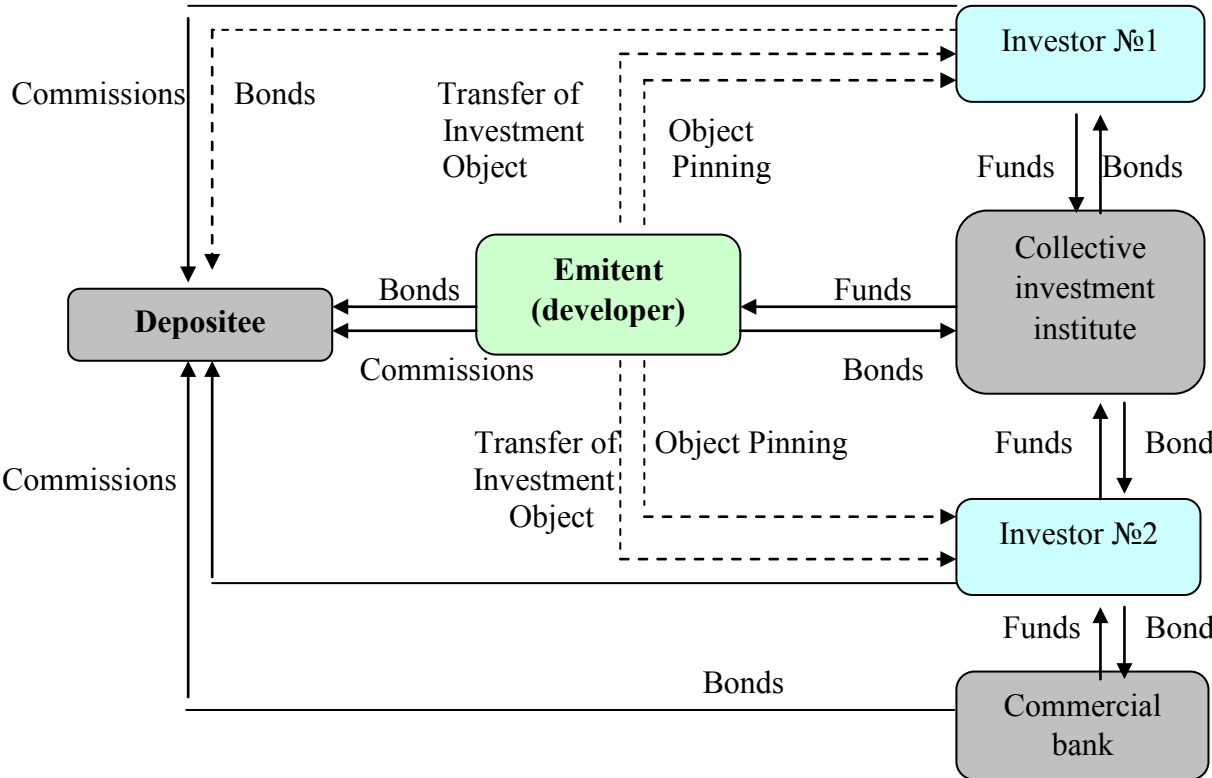 Investor №1
Commissions
Bonds
Transfer of
Investment
Object
Object
Pinning
Funds
Bonds
Collective
investment
institute
Emitent
(developer)
Bonds
Funds
Depositee
Commissions
Bonds
Transfer of
Investment
Object
Object Pinning
Funds
Bond
Commissions
Investor №2
Funds
Bond
Bonds
Commercial
bank